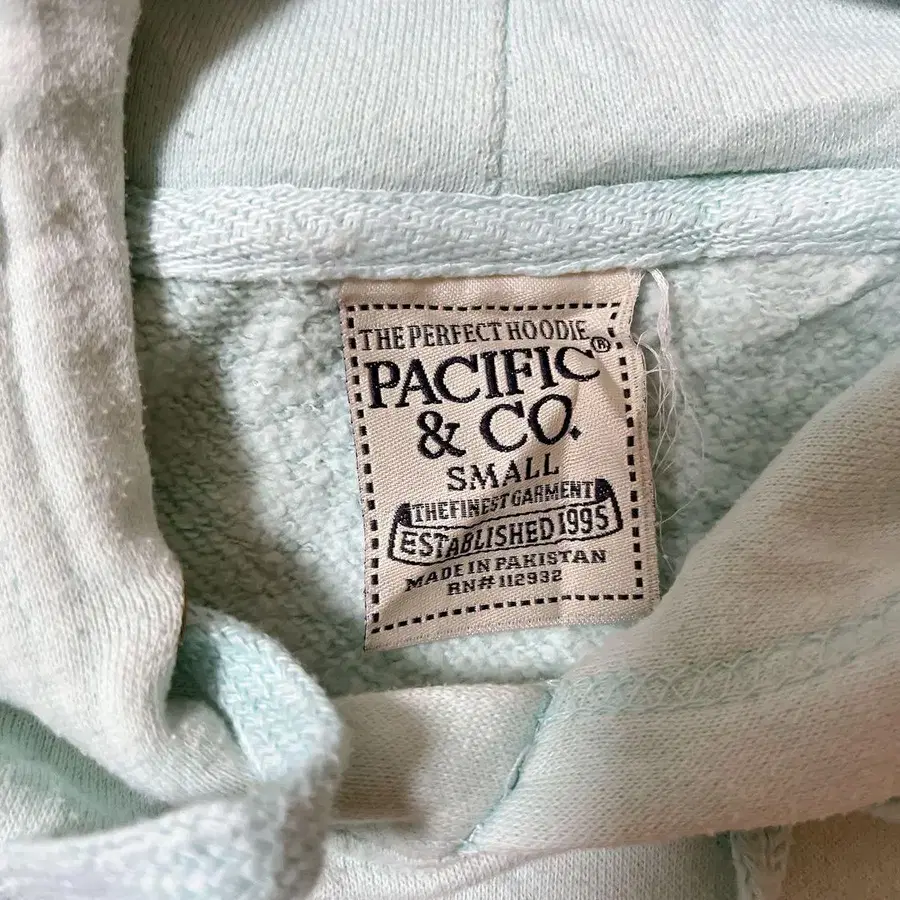 THE PERFECT HOODIE
PACIFIC®
& CO.
SMALL
THE FINEST GARMENT
ESTABLISHED 1995
MADE IN PAKISTAN
RN# 112932